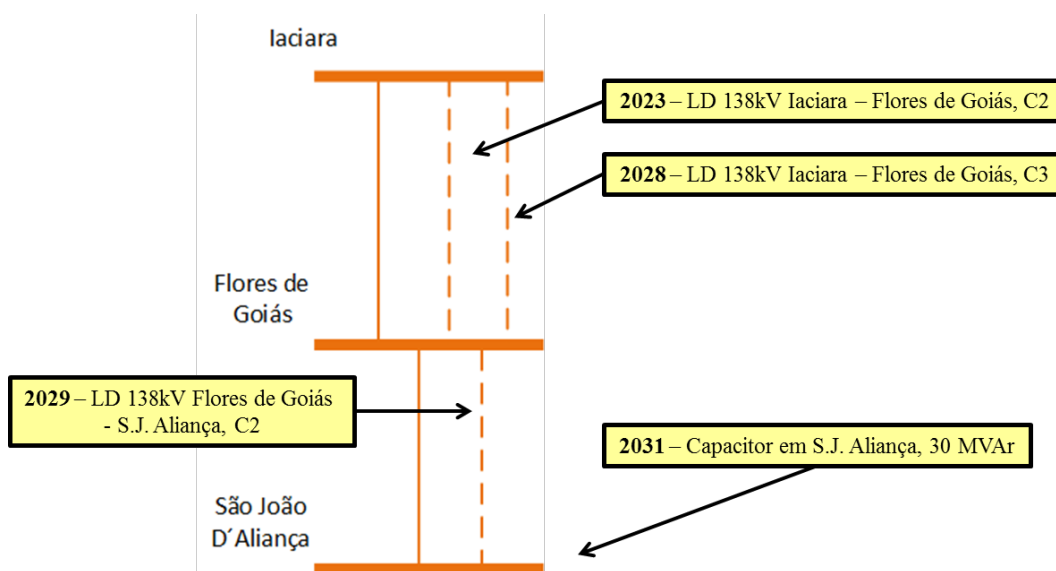 Iaciara
2023 – LD 138kV Iaciara – Flores de Goiás, C2
2028 – LD 138kV Iaciara – Flores de Goiás, C3
Flores de
Goiás
2029 – LD 138kV Flores de Goiás
- S.J. Aliança, C2
2031 – Capacitor em S.J. Aliança, 30 MVAr
São João
D´Aliança